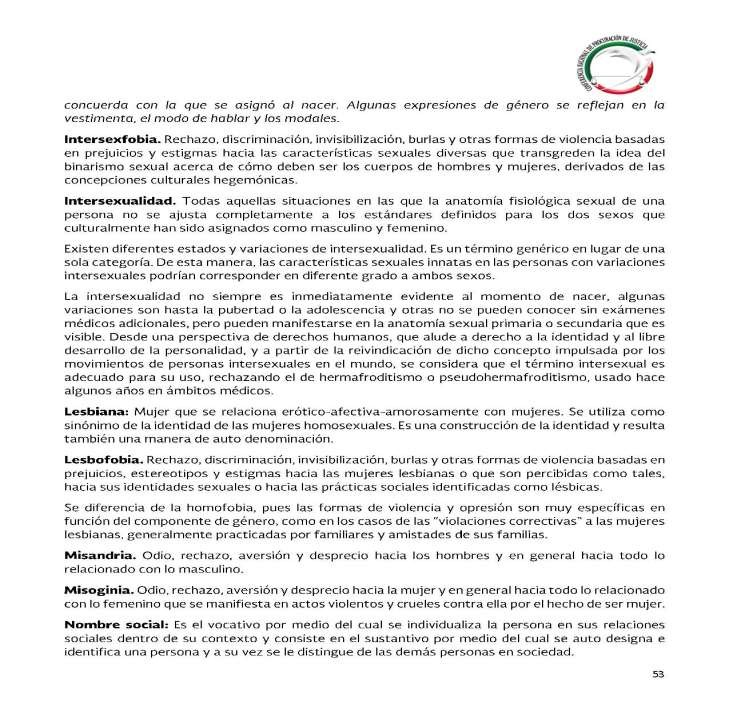 CONFERENCIA NACIONAL DE PROCURACIÓN DE JUSTICIA
concuerda con la que se asignó al nacer. Algunas expresiones de género se reflejan en la
vestimenta, el modo de hablar y los modales.
Intersexfobia. Rechazo, discriminación, invisibilización, burlas y otras formas de violencia basadas
en prejuicios y estigmas hacia las características sexuales diversas que transgreden la idea del
binarismo sexual acerca de cómo deben ser los cuerpos de hombres y mujeres, derivados de las
concepciones culturales hegemónicas.
Intersexualidad. Todas aquellas situaciones en las que la anatomía fisiológica sexual de una
persona no se ajusta completamente a los estándares definidos para los dos sexos que
culturalmente han sido asignados como masculino y femenino.
Existen diferentes estados y variaciones de intersexualidad. Es un término genérico en lugar de una
sola categoría. De esta manera, las características sexuales innatas en las personas con variaciones
intersexuales podrían corresponder en diferente grado a ambos sexos.
La intersexualidad no siempre es inmediatamente evidente al momento de nacer, algunas
variaciones son hasta la pubertad o la adolescencia y otras no se pueden conocer sin exámenes
médicos adicionales, pero pueden manifestarse en la anatomía sexual primaria o secundaria que es
visible. Desde una perspectiva de derechos humanos, que alude a derecho a la identidad y al libre
desarrollo de la personalidad, y a partir de la reivindicación de dicho concepto impulsada por los
movimientos de personas intersexuales en el mundo, se considera que el término intersexual es
adecuado para su uso, rechazando el de hermafroditismo o pseudohermafroditismo, usado hace
algunos años en ámbitos médicos.
Lesbiana: Mujer que se relaciona erótico-afectiva-amorosamente con mujeres. Se utiliza como
sinónimo de la identidad de las mujeres homosexuales. Es una construcción de la identidad y resulta
también una manera de auto denominación.
Lesbofobia. Rechazo, discriminación, invisibilización, burlas y otras formas de violencia basadas en
prejuicios, estereotipos y estigmas hacia las mujeres lesbianas o que son percibidas como tales,
hacia sus identidades sexuales o hacia las prácticas sociales identificadas como lésbicas.
Se diferencia de la homofobia, pues las formas de violencia y opresión son muy específicas en
función del componente de género, como en los casos de las "violaciones correctivas" a las mujeres
lesbianas, generalmente practicadas por familiares y amistades de sus familias.
Misandria. Odio, rechazo, aversión y desprecio hacia los hombres y en general hacia todo lo
relacionado con lo masculino.
Misoginia. Odio, rechazo, aversión y desprecio hacia la mujer y en general hacia todo lo relacionado
con lo femenino que se manifiesta en actos violentos y crueles contra ella por el hecho de ser mujer.
Nombre social: Es el vocativo por medio del cual se individualiza la persona en sus relaciones
sociales dentro de su contexto y consiste en el sustantivo por medio del cual se auto designa e
identifica una persona y a su vez se le distingue de las demás personas en sociedad.
53